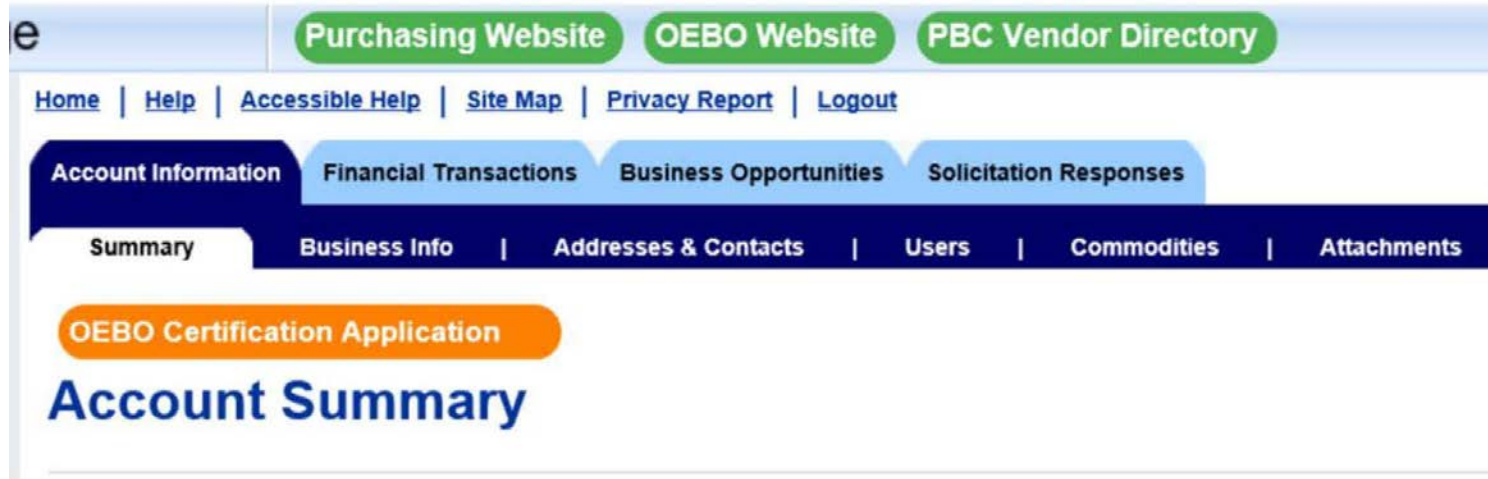 e Purchasing Website OEBO Website PBC Vendor Directory
Home | Help | Accessible Help | Site Map | Privacy Report | Logout
Account Information Financial Transactions Business Opportunities Solicitation Responses
Summary Business Info | Addresses & Contacts | Users | Commodities | Attachments
OEBO Certification Application
Account Summary